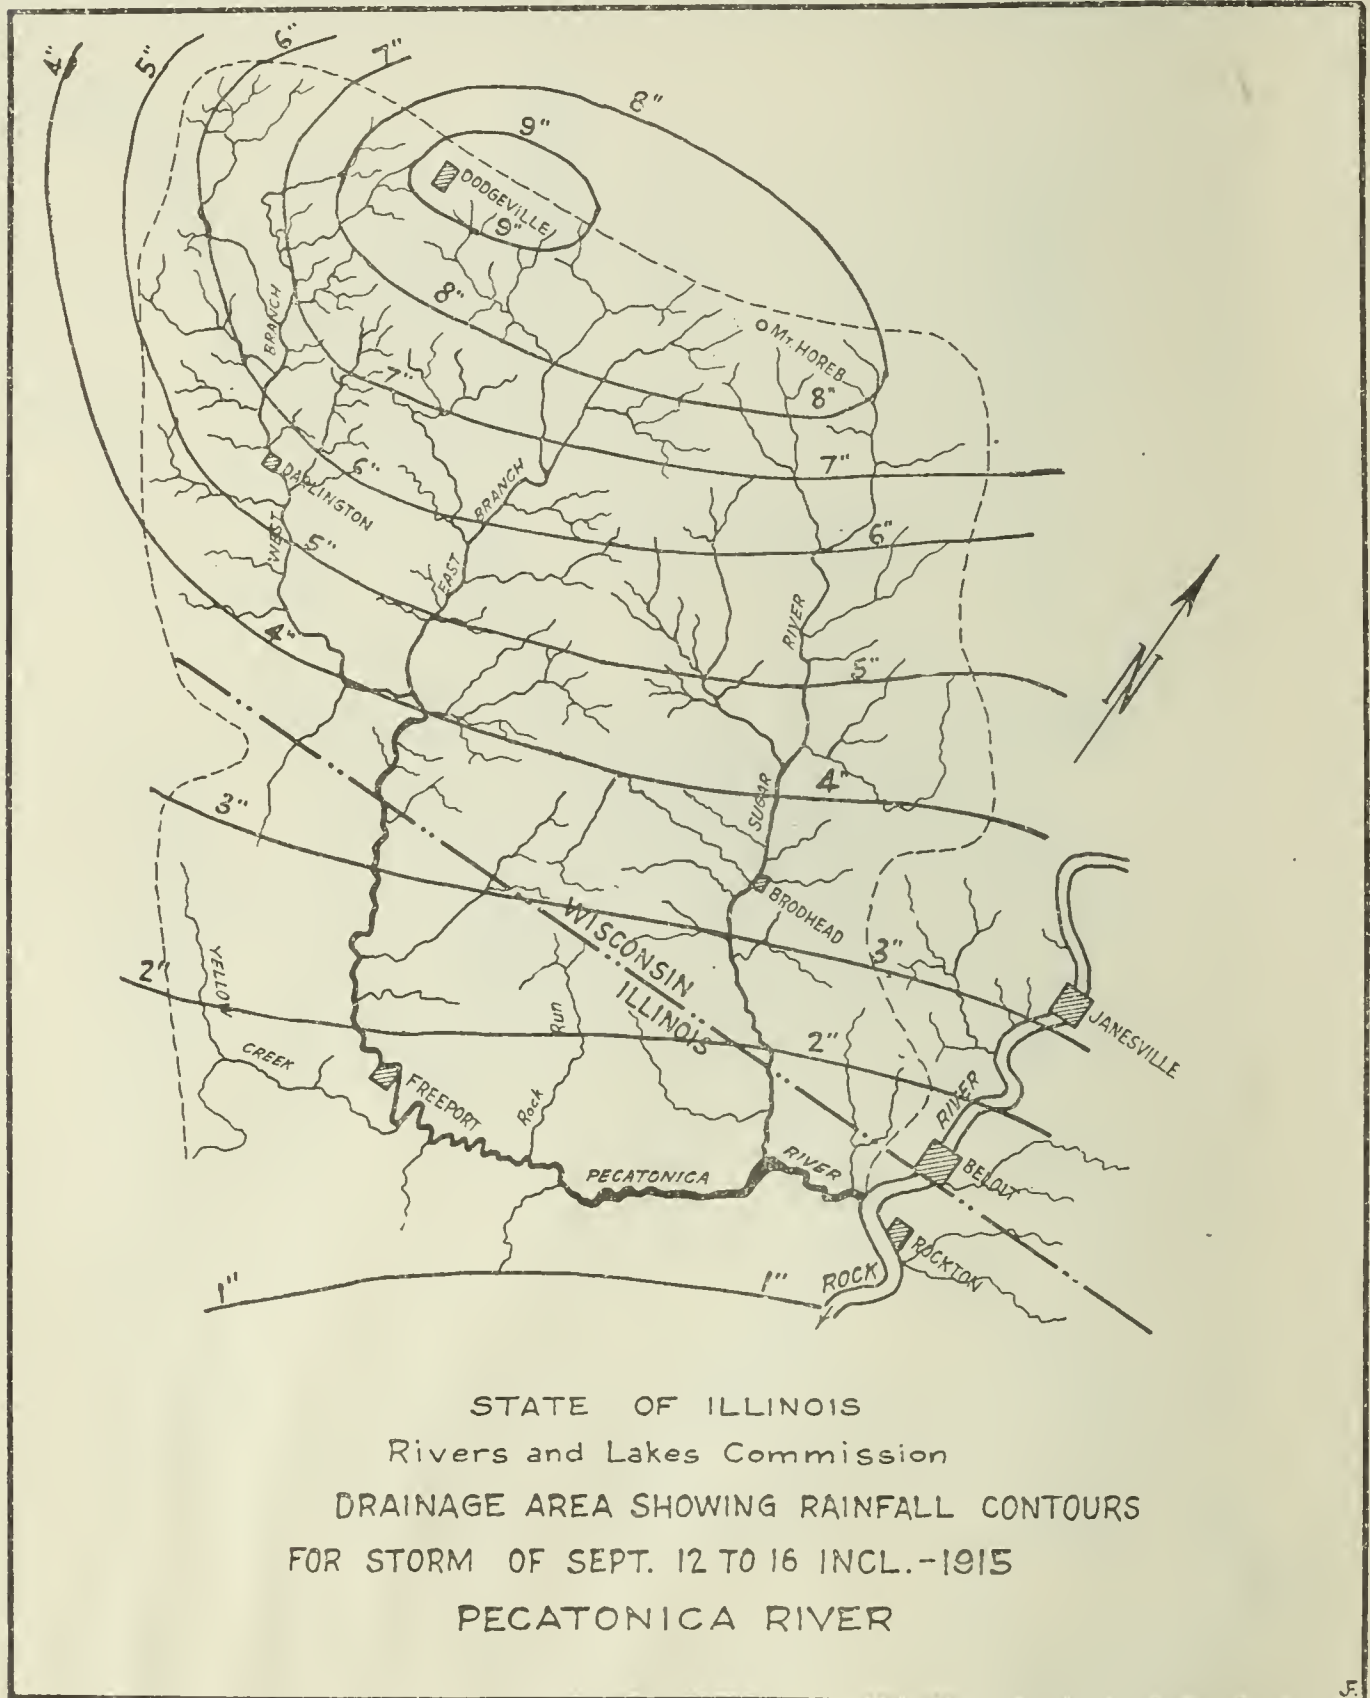 4"
5"
6"
7"
8"
9"
DODGEVILLE
9"
8"
BRANCH
MT. HOREB
7"
8"
7"
6"
DARLINGTON
BRANCH
6"
WEST
5"
EAST
RIVER
5"
4"
N
4"
SUGAR
3"
BRODHEAD
WISCONSIN
3"
2"
YELLOW
ILLINOIS
JANESVILLE
Run
2"
CREEK
FREEPORT
Rock
RIVER
PECATONICA
RIVER
BELOIT
ROCKTON
1"
1"
ROCK
STATE OF ILLINOIS
Rivers and Lakes Commission
DRAINAGE AREA SHOWING RAINFALL CONTOURS
FOR STORM OF SEPT. 12 TO 16 INCL.-1915
PECATONICA RIVER
J.F.